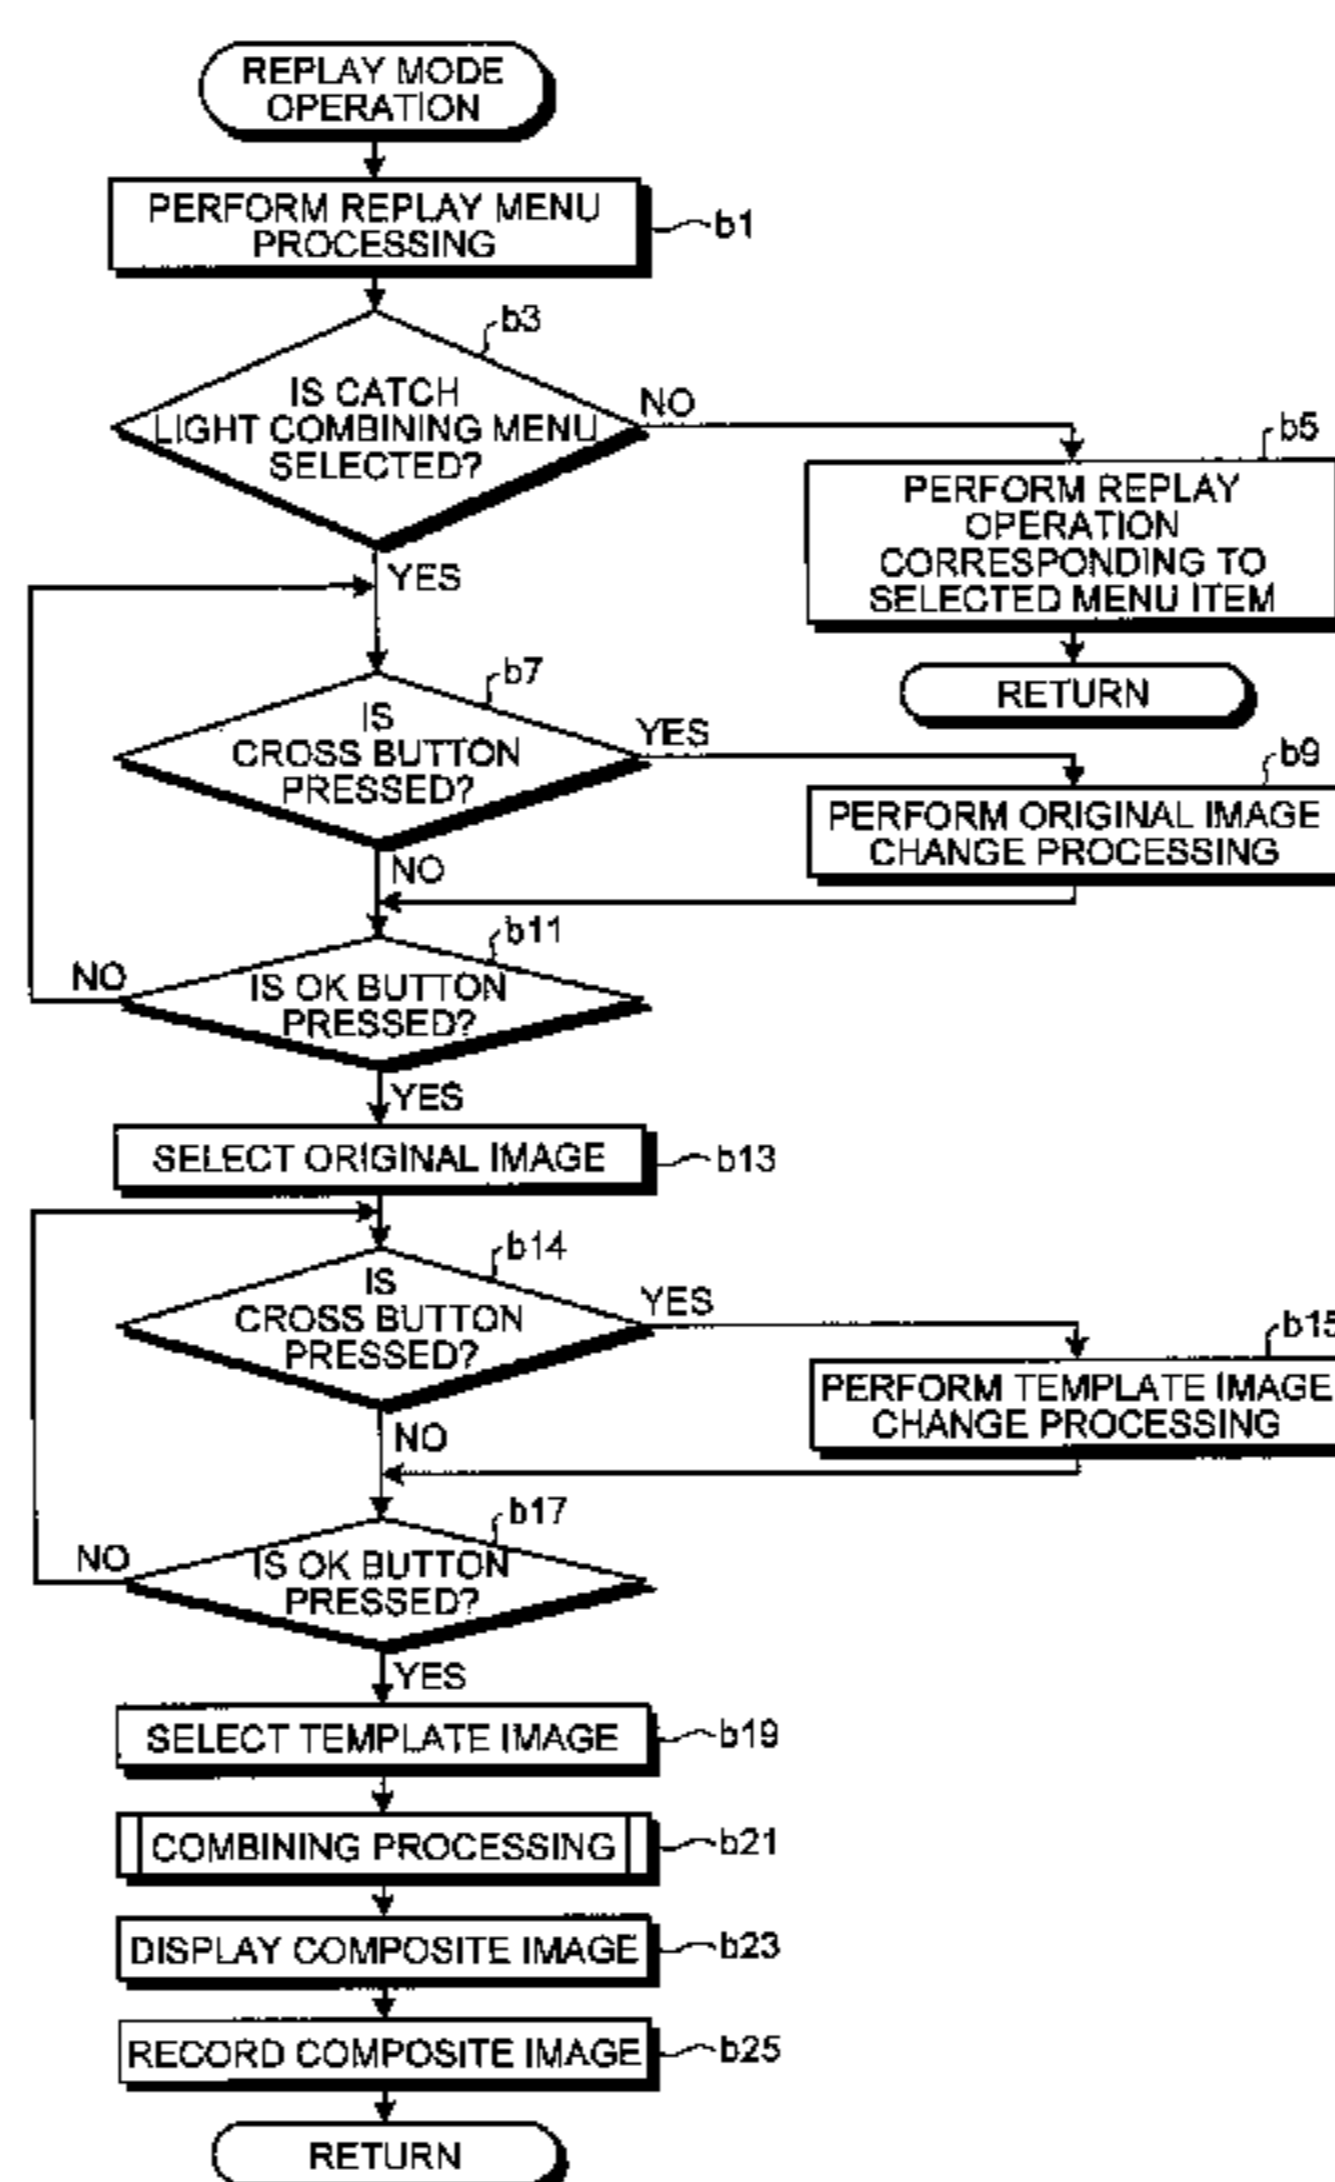 REPLAY MODE
OPERATION
PERFORM REPLAY MENU
PROCESSING
b1
b3
IS CATCH
LIGHT COMBINING MENU
SELECTED?
NO
YES
b5
PERFORM REPLAY
OPERATION
CORRESPONDING TO
SELECTED MENU ITEM
RETURN
b7
IS
CROSS BUTTON
PRESSED?
YES
NO
b9
PERFORM ORIGINAL IMAGE
CHANGE PROCESSING
b11
IS OK BUTTON
PRESSED?
NO
YES
SELECT ORIGINAL IMAGE
b13
b14
IS
CROSS BUTTON
PRESSED?
YES
NO
b15
PERFORM TEMPLATE IMAGE
CHANGE PROCESSING
b17
IS OK BUTTON
PRESSED?
NO
YES
SELECT TEMPLATE IMAGE
b19
COMBINING PROCESSING
b21
DISPLAY COMPOSITE IMAGE
b23
RECORD COMPOSITE IMAGE
b25
RETURN